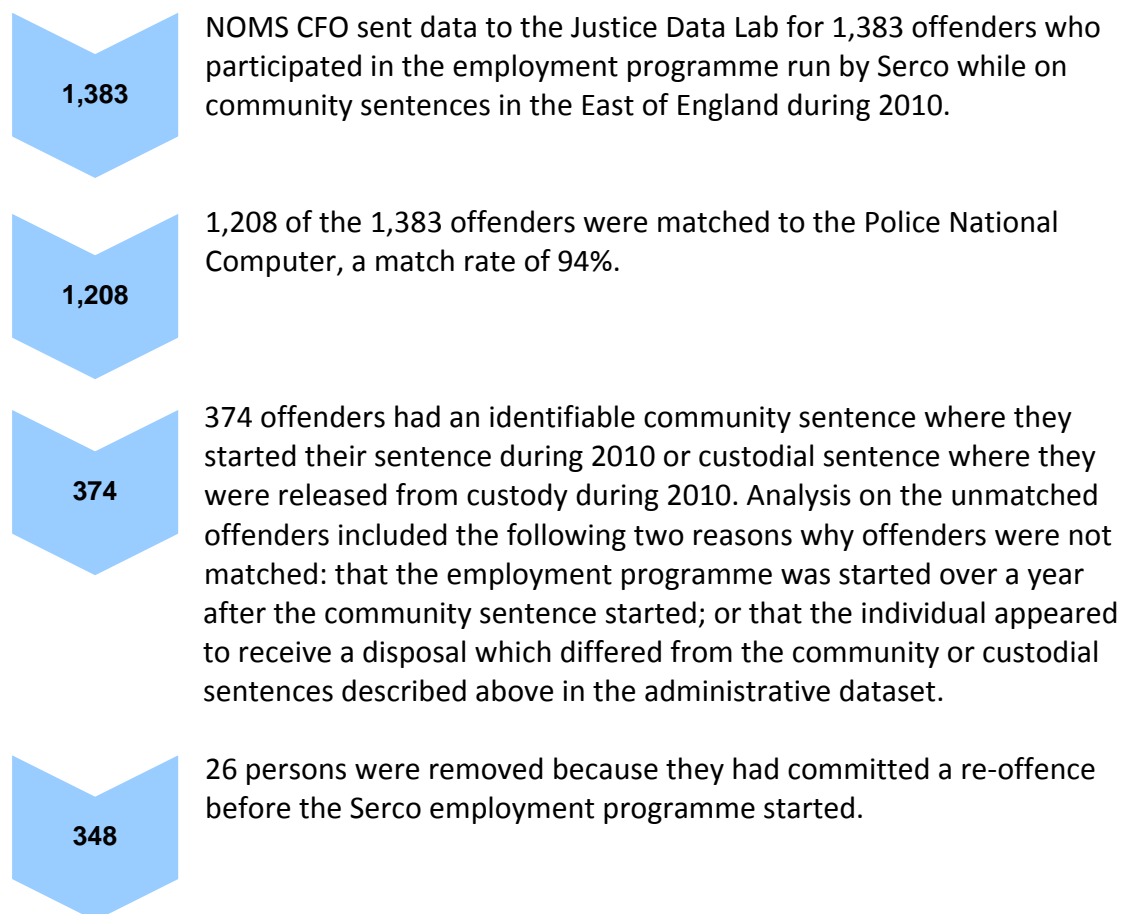 NOMS CFO sent data to the Justice Data Lab for 1,383 offenders who
participated in the employment programme run by Serco while on
community sentences in the East of England during 2010.
1,383
1,208 of the 1,383 offenders were matched to the Police National
Computer, a match rate of 94%.
1,208
374 offenders had an identifiable community sentence where they
started their sentence during 2010 or custodial sentence where they
were released from custody during 2010. Analysis on the unmatched
offenders included the following two reasons why offenders were not
matched: that the employment programme was started over a year
after the community sentence started; or that the individual appeared
to receive a disposal which differed from the community or custodial
sentences described above in the administrative dataset.
374
26 persons were removed because they had committed a re-offence
before the Serco employment programme started.
348